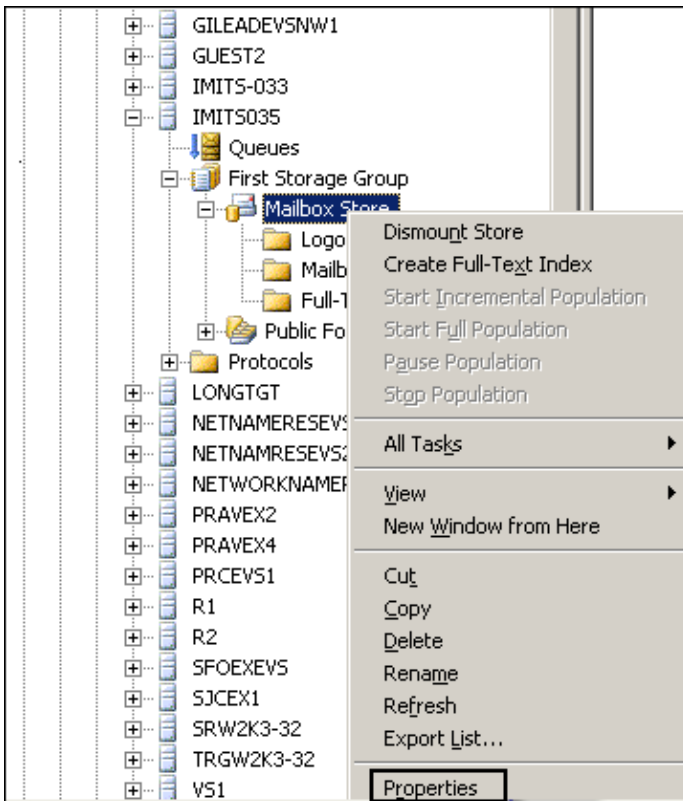 GILEADEVSNW1
GUEST2
IMITS-033
IMITS035
Queues
First Storage Group
Mailbox Store
Logo
Mailb
Full-T
Public Fo
Protocols
LONGTGT
NETNAMERESEVS
NETNAMRESEVS2
NETWORKNAMER
PRAVEX2
PRAVEX4
PRCEVS1
R1
R2
SFOEXEVS
SJCEX1
SRW2K3-32
TRGW2K3-32
VS1
Dismount Store
Create Full-Text Index
Start Incremental Population
Start Full Population
Pause Population
Stop Population
All Tasks
View
New Window from Here
Cut
Copy
Delete
Rename
Refresh
Export List...
Properties